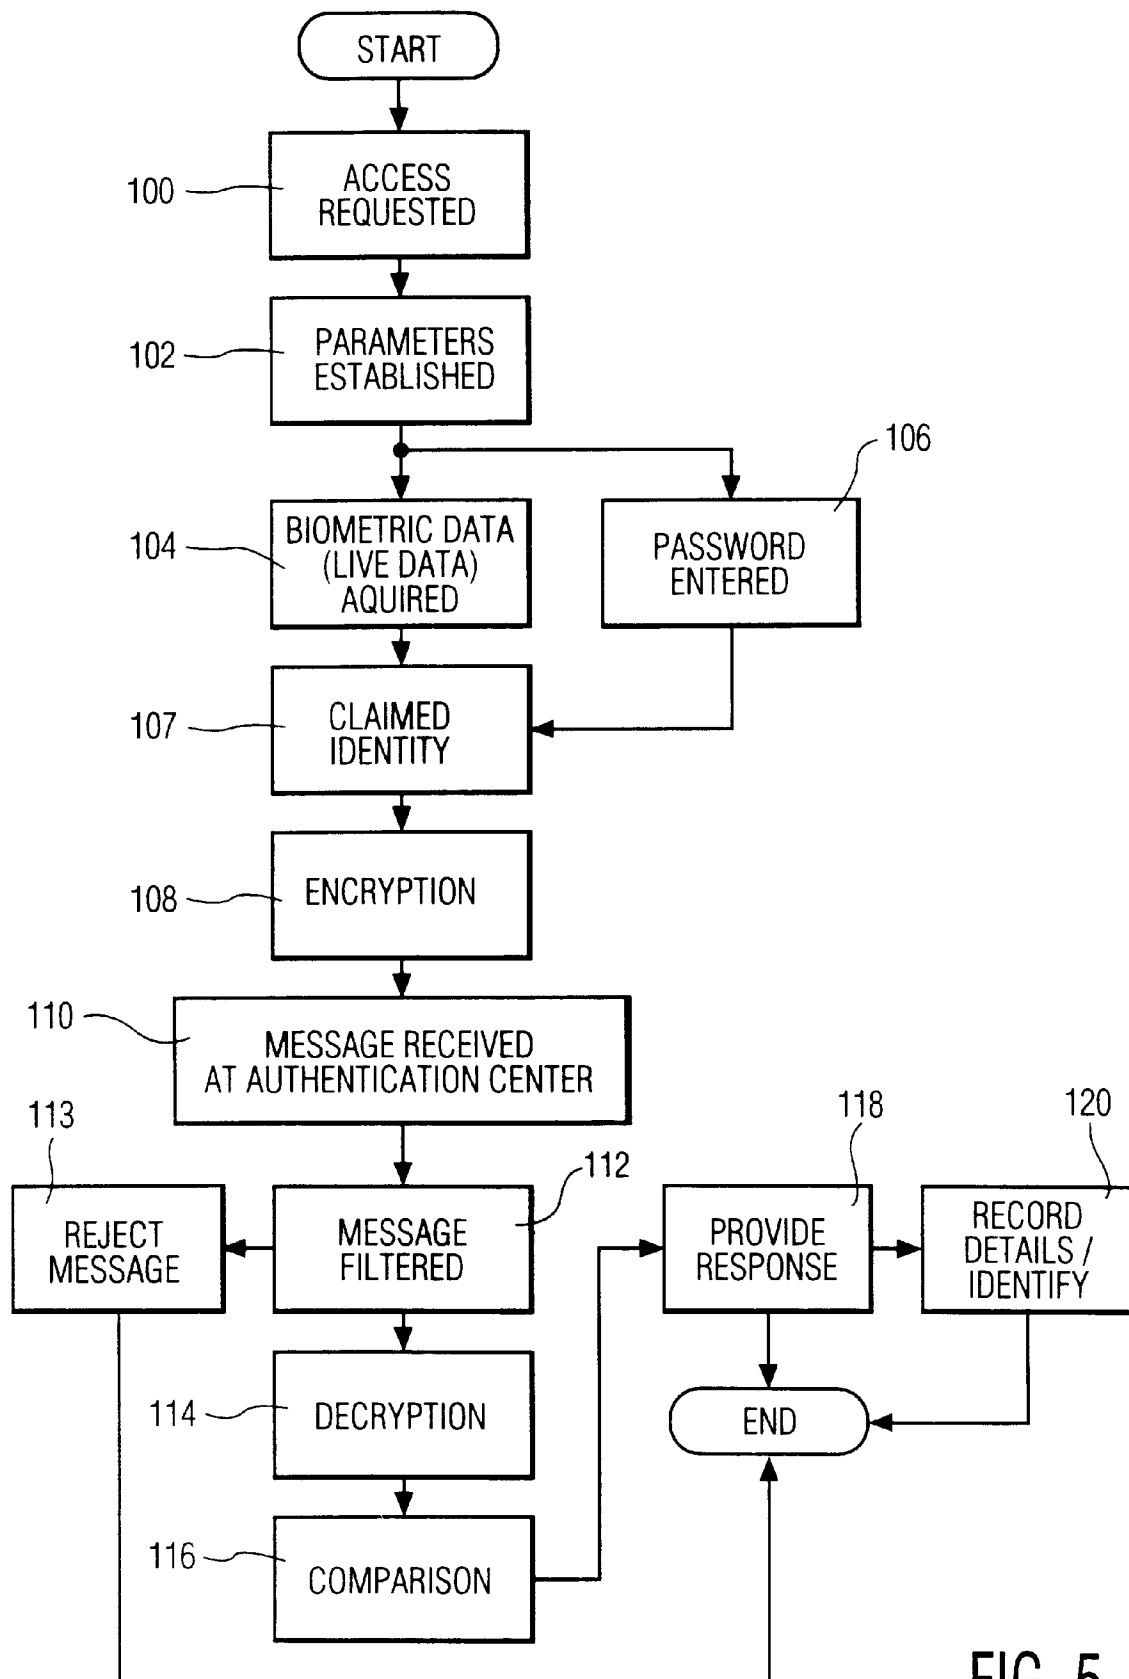 START
100
ACCESS
REQUESTED
102
PARAMETERS
ESTABLISHED
106
104
BIOMETRIC DATA
(LIVE DATA)
AQUIRED
PASSWORD
ENTERED
107
CLAIMED
IDENTITY
108
ENCRYPTION
110
MESSAGE RECEIVED
AT AUTHENTICATION CENTER
113
112
118
120
REJECT
MESSAGE
MESSAGE
FILTERED
PROVIDE
RESPONSE
RECORD
DETAILS /
IDENTIFY
114
DECRYPTION
END
116
COMPARISON
FIG. 5